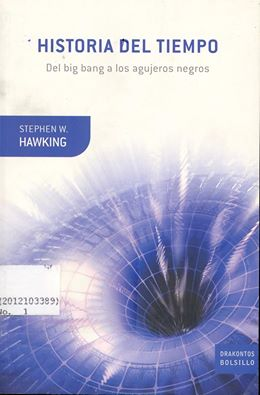 HISTORIA DEL TIEMPO
Del big bang a los agujeros negros
STEPHEN W.
HAWKING
[2012103389]
No. 1
DRAKONTOS
BOLSILLO